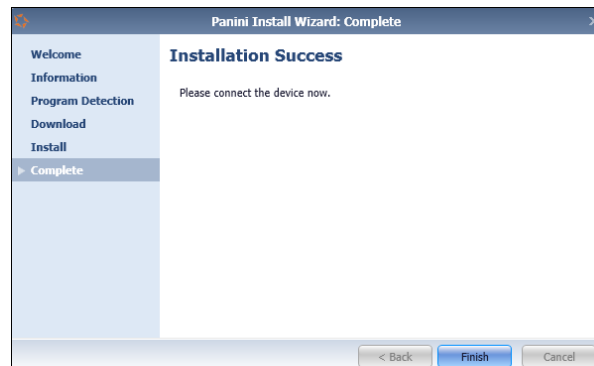 Panini Install Wizard: Complete
Welcome
Information
Program Detection
Download
Install
Complete
Installation Success
Please connect the device now.
< Back
Finish
Cancel